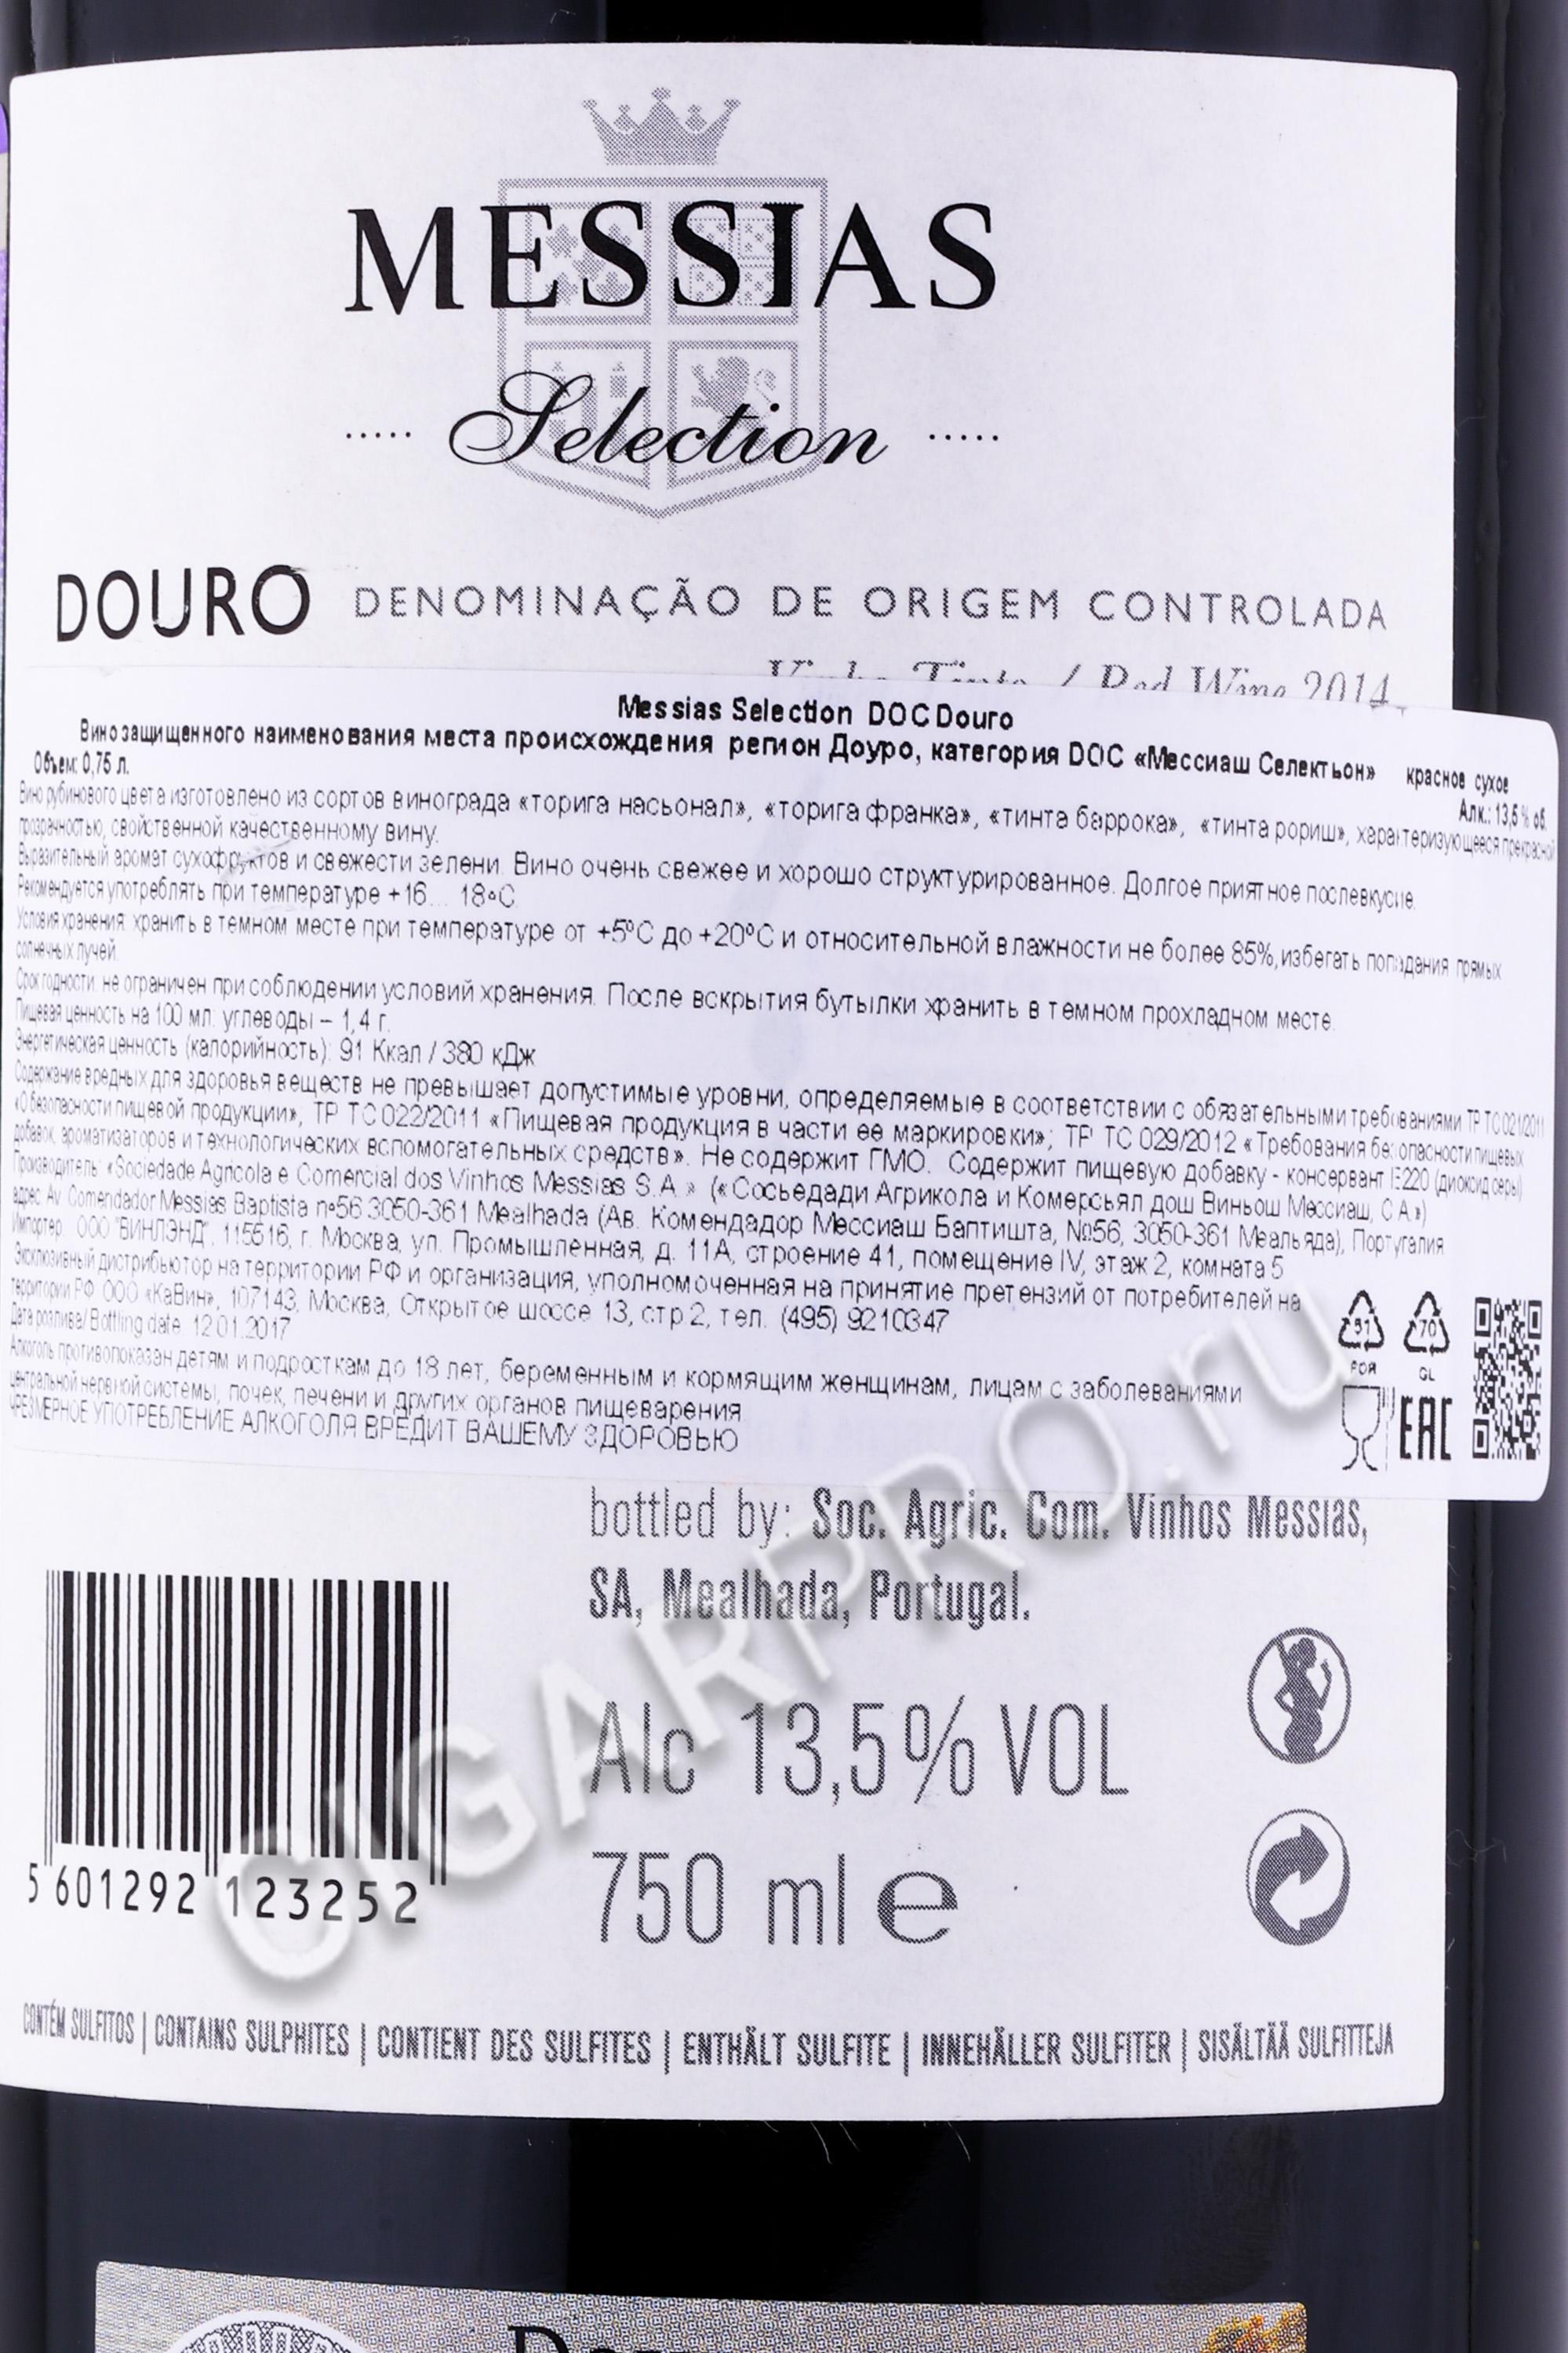 MESSIAS
Selection
DOURO DENOMINAÇÃO DE ORIGEM CONTROLADA
Vinho Tinto / Red Wine 2014
Messias Selection DOC Douro
Вино защищенного наименования места происхождения регион Доуро, категория DOC «Мессиаш Селектьон» красное сухое
Объем: 0,75 л. Алк.: 13,5 % об.
Вино рубинового цвета изготовлено из сортов винограда «торига насьонал», «торига франка», «тинта баррока», «тинта рориш», характеризующееся прекрасной
прозрачностью, свойственной качественному вину.
Выразительный аромат сухофруктов и свежести зелени. Вино очень свежее и хорошо структурированное. Долгое приятное послевкусие.
Рекомендуется употреблять при температуре +16... 18°С.
Условия хранения: хранить в темном месте при температуре от +5°С до +20°С и относительной влажности не более 85%, избегать попадания прямых
солнечных лучей.
Срок годности: не ограничен при соблюдении условий хранения. После вскрытия бутылки хранить в темном прохладном месте.
Пищевая ценность на 100 мл: углеводы – 1,4 г.
Энергетическая ценность (калорийность): 91 Ккал / 380 кДж
Содержание вредных для здоровья веществ не превышает допустимые уровни, определяемые в соответствии с обязательными требованиями ТР ТС 021/2011
«О безопасности пищевой продукции», ТР ТС 022/2011 «Пищевая продукция в части ее маркировки»; ТР ТС 029/2012 «Требования безопасности пищевых
добавок, ароматизаторов и технологических вспомогательных средств». Не содержит ГМО. Содержит пищевую добавку - консервант Е220 (диоксид серы)
Производитель: «Sociedade Agricola e Comercial dos Vinhos Messias S.A.» («Сосьедади Агрикола и Комерсьял дош Виньош Мессиаш, С.А.»)
адрес: Av. Comendador Messias Baptista nº56 3050-361 Mealhada (Ав. Комендадор Мессиаш Баптишта, №56, 3050-361 Меальяда), Португалия
Импортер: ООО "ВИНЛЭНД", 115516, г. Москва, ул. Промышленная, д. 11А, строение 41, помещение IV, этаж 2, комната 5
Эксклюзивный дистрибьютор на территории РФ и организация, уполномоченная на принятие претензий от потребителей на
территории РФ: ООО «КаВин», 107143, Москва, Открытое шоссе 13, стр 2, тел. (495) 9210347
Дата розлива/Bottling date: 12.01.2017
Алкоголь противопоказан детям и подросткам до 18 лет, беременным и кормящим женщинам, лицам с заболеваниями
центральной нервной системы, почек, печени и других органов пищеварения
ЧРЕЗМЕРНОЕ УПОТРЕБЛЕНИЕ АЛКОГОЛЯ ВРЕДИТ ВАШЕМУ ЗДОРОВЬЮ
51 70
FOR GL
EAC
bottled by: Soc. Agric. Com. Vinhos Messias,
SA, Mealhada, Portugal.
Alc 13,5% VOL
750 ml e
5 601292 123252
CONTÉM SULFITOS | CONTAINS SULPHITES | CONTIENT DES SULFITES | ENTHÄLT SULFITE | INNEHÅLLER SULFITER | SISÄLTÄÄ SULFITTEJA
CIGARPRO.ru